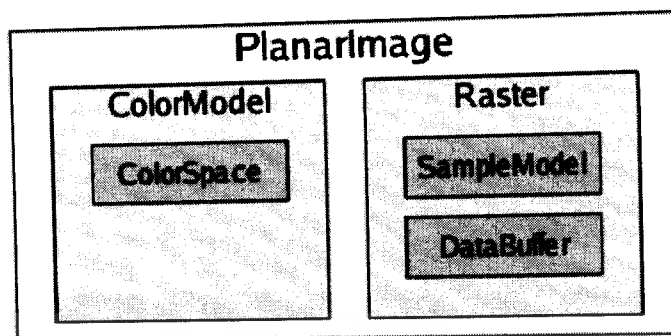 PlanarImage
ColorModel
ColorSpace
Raster
SampleModel
DataBuffer